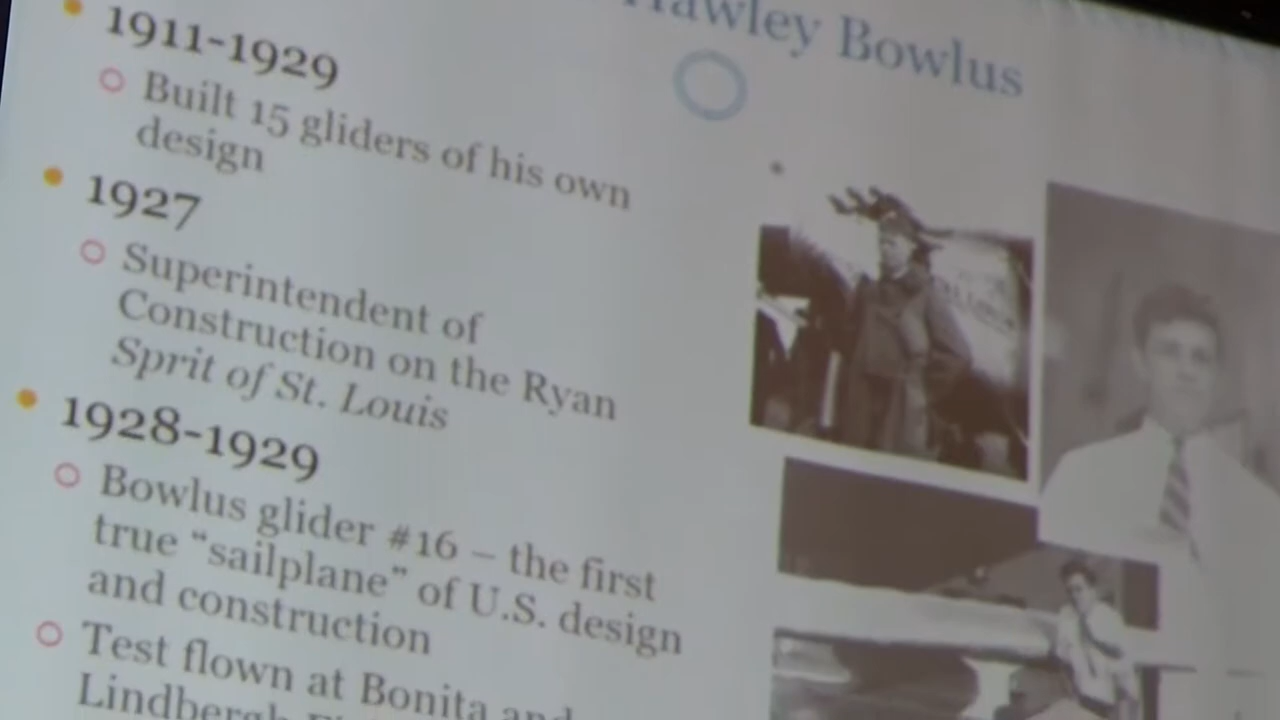 Hawley Bowlus
1911-1929
Built 15 gliders of his own
design
1927
Superintendent of
Construction on the Ryan
Sprit of St. Louis
1928-1929
Bowlus glider #16 – the first
true “sailplane” of U.S. design
and construction
Test flown at Bonita and
Lindbergh